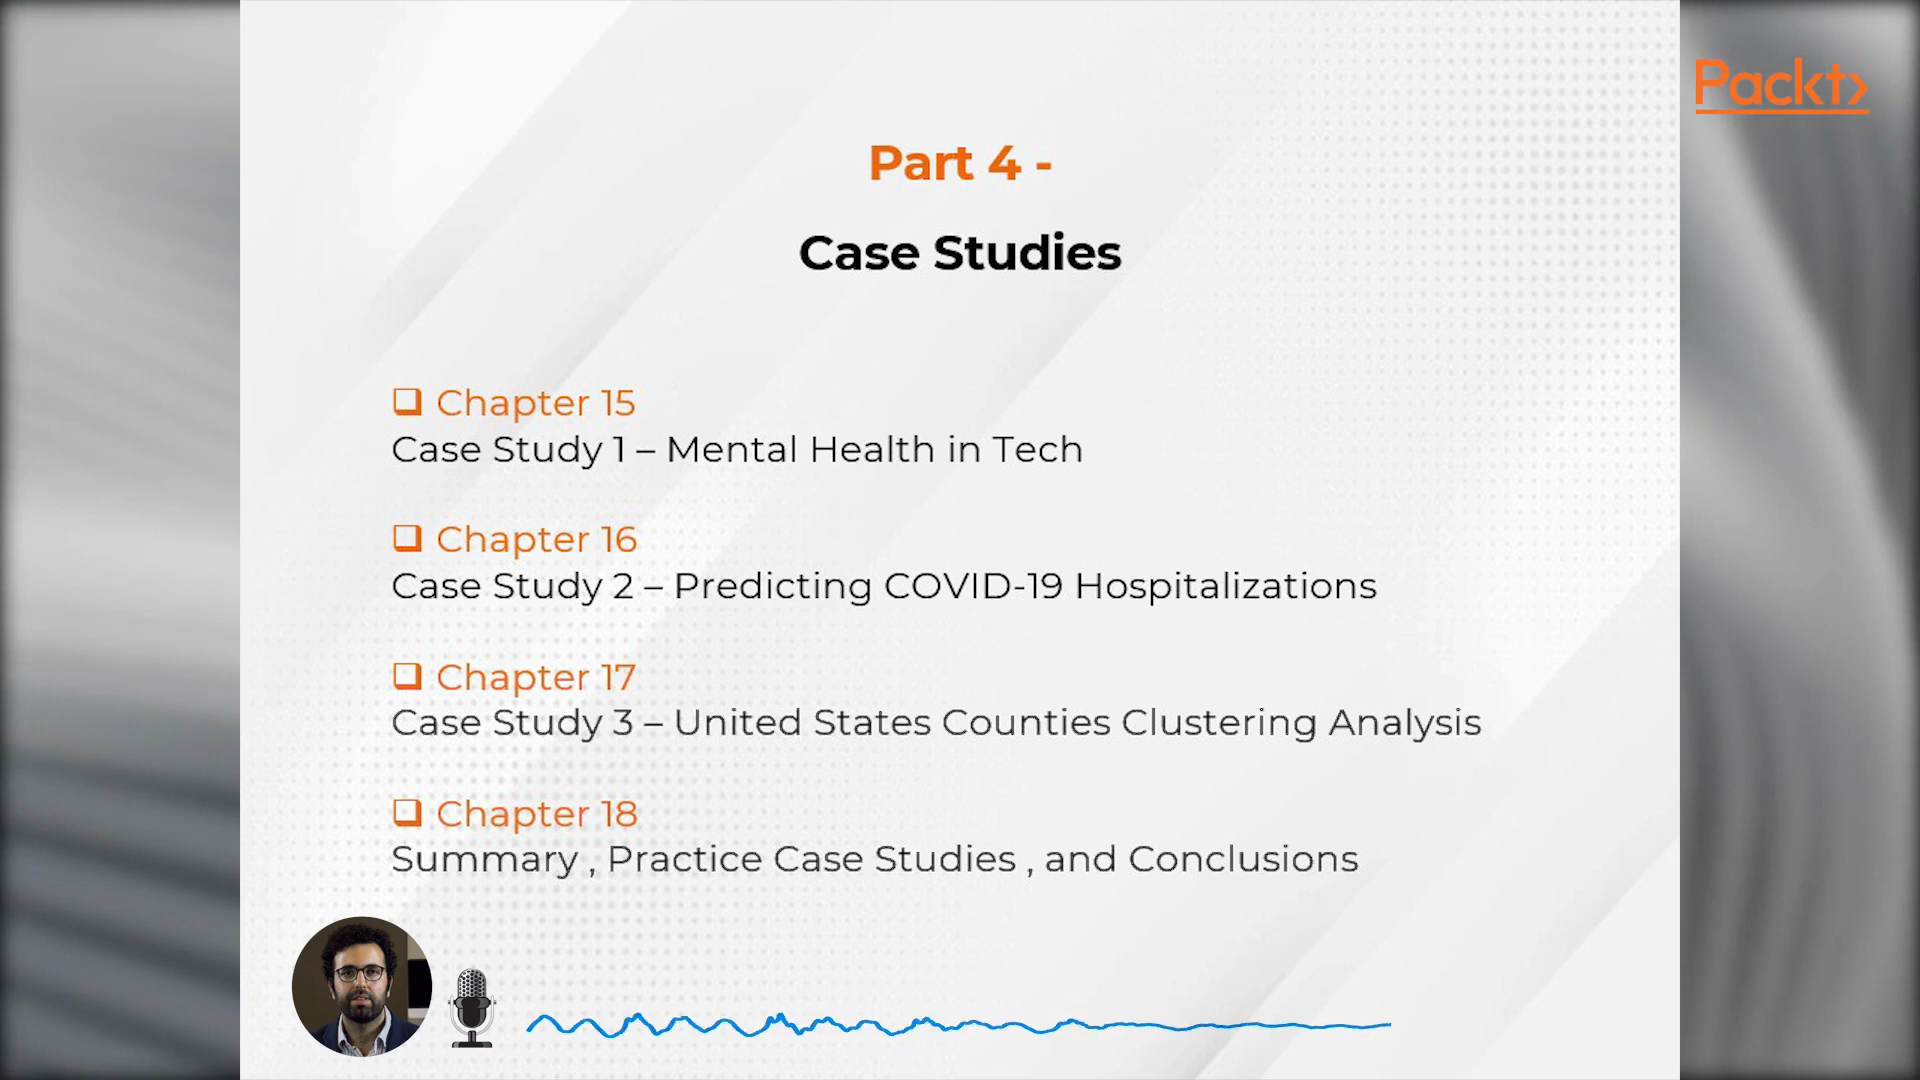 Packt
Part 4 -
Case Studies
Chapter 15
Case Study 1 – Mental Health in Tech
Chapter 16
Case Study 2 – Predicting COVID-19 Hospitalizations
Chapter 17
Case Study 3 – United States Counties Clustering Analysis
Chapter 18
Summary , Practice Case Studies , and Conclusions